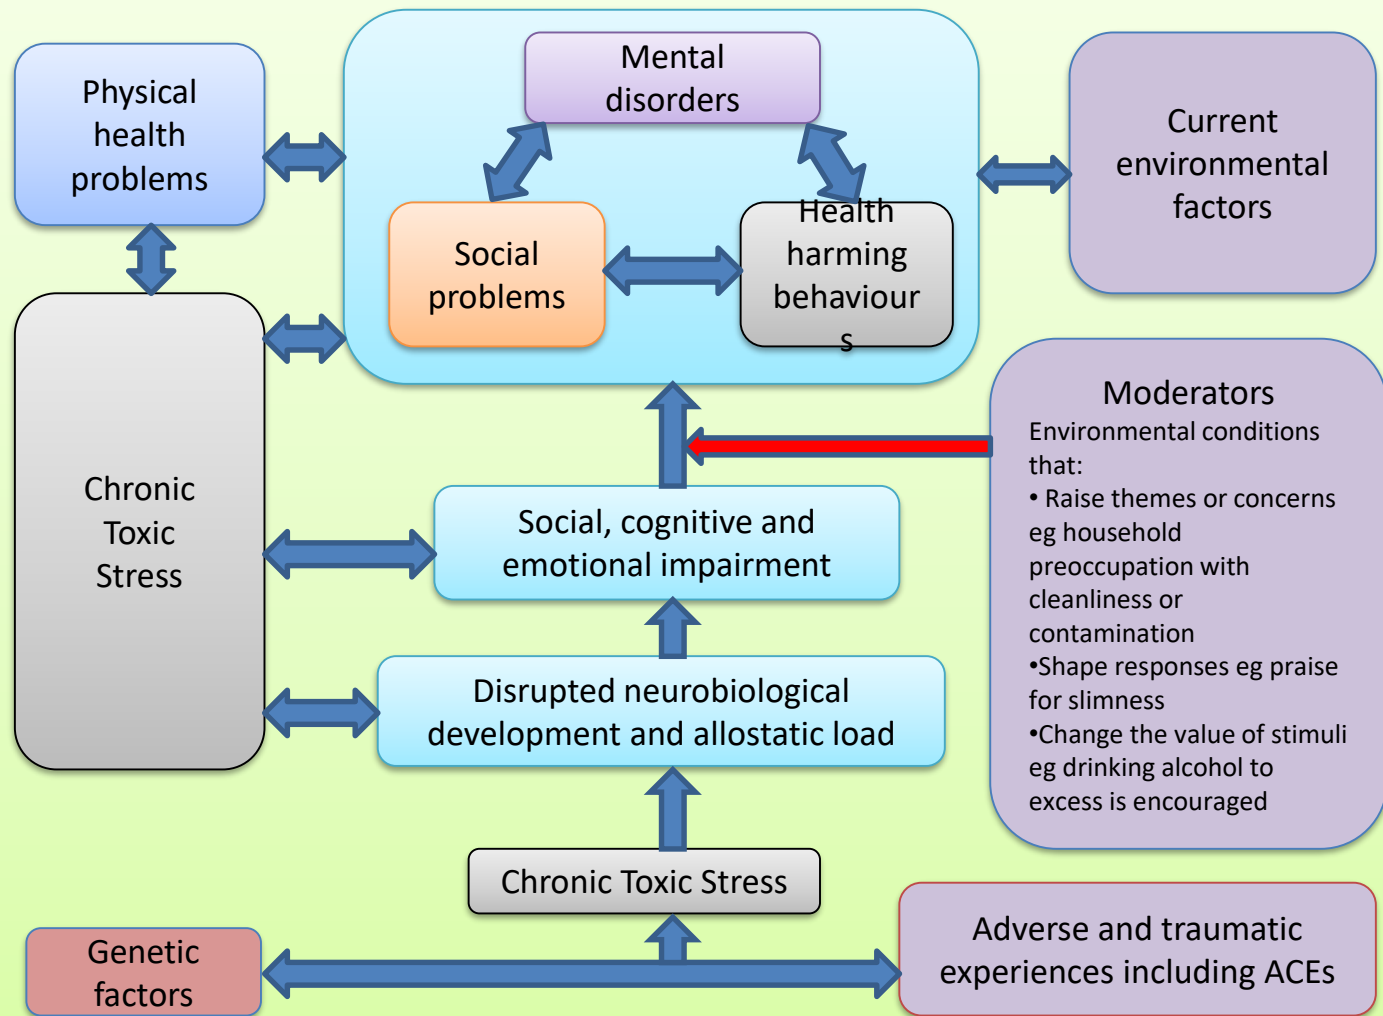 Physical
health
problems
Mental
disorders
Social
problems
Health
harming
behaviour
s
Current
environmental
factors
Chronic
Toxic
Stress
Social, cognitive and
emotional impairment
Disrupted neurobiological
development and allostatic load
Chronic Toxic Stress
Moderators
Environmental conditions
that:
• Raise themes or concerns
eg household
preoccupation with
cleanliness or
contamination
•Shape responses eg praise
for slimness
•Change the value of stimuli
eg drinking alcohol to
excess is encouraged
Genetic
factors
Adverse and traumatic
experiences including ACEs